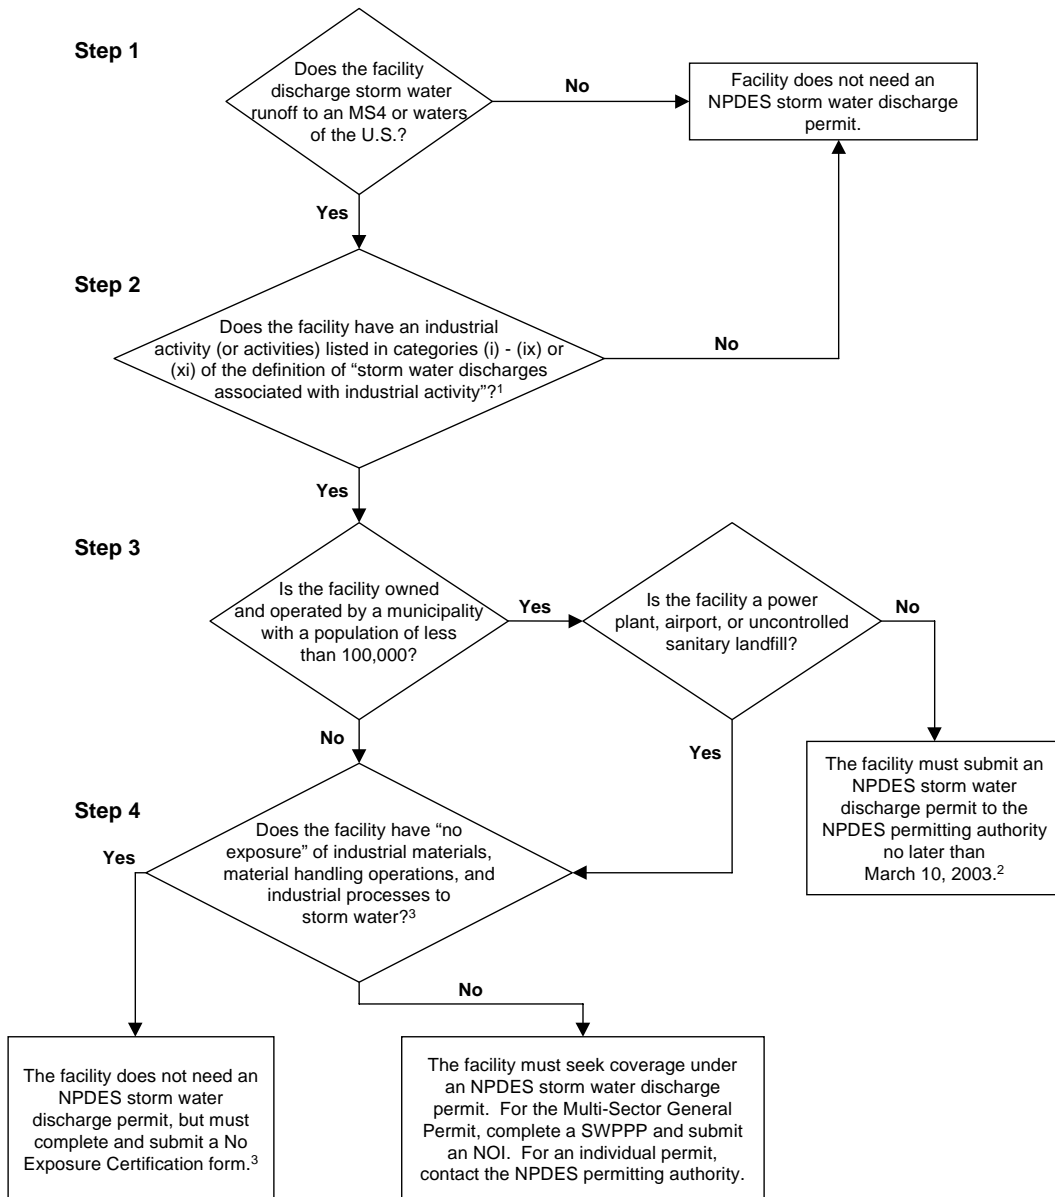 Step 1
Does the facility
discharge storm water
runoff to an MS4 or waters
of the U.S.?
No
Facility does not need an
NPDES storm water discharge
permit.
Yes
Step 2
Does the facility have an industrial
activity (or activities) listed in categories (i) - (ix) or
(xi) of the definition of “storm water discharges
associated with industrial activity”?¹
No
Yes
Step 3
Is the facility owned
and operated by a municipality
with a population of less
than 100,000?
Yes
Is the facility a power
plant, airport, or uncontrolled
sanitary landfill?
No
No
Yes
The facility must submit an
NPDES storm water
discharge permit to the
NPDES permitting authority
no later than
March 10, 2003.²
Step 4
Does the facility have “no
exposure” of industrial materials,
material handling operations, and
industrial processes to
storm water?³
Yes
No
The facility does not need an
NPDES storm water
discharge permit, but must
complete and submit a No
Exposure Certification form.³
The facility must seek coverage under
an NPDES storm water discharge
permit.  For the Multi-Sector General
Permit, complete a SWPPP and submit
an NOI.  For an individual permit,
contact the NPDES permitting authority.